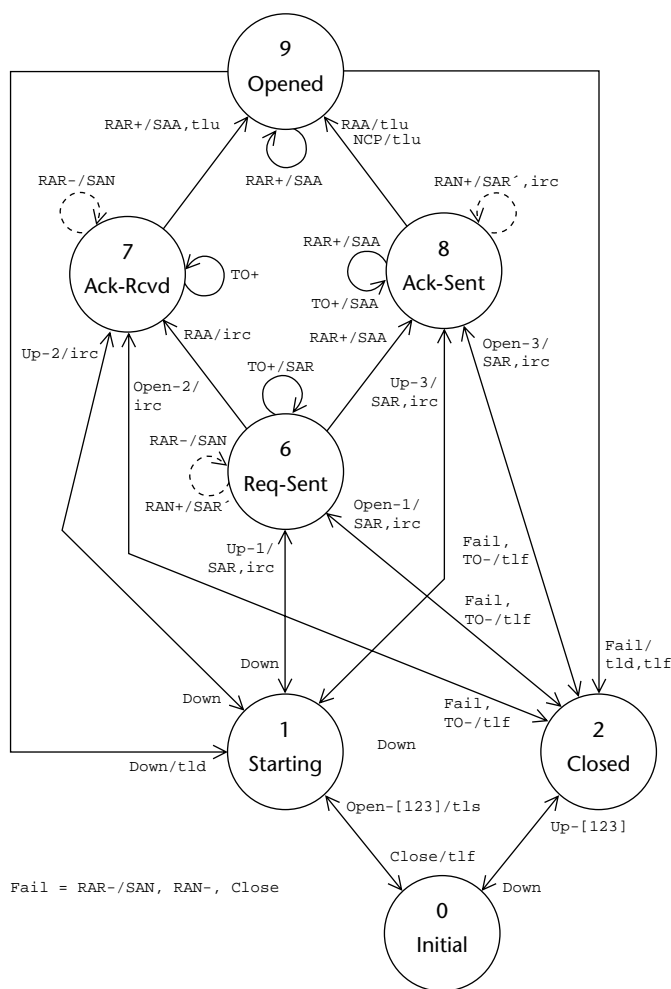 9
Opened
RAR+/SAA,tlu
RAA/tlu
NCP/tlu
RAR+/SAA
RAR-/SAN
RAN+/SAR´,irc
7
Ack-Rcvd
8
Ack-Sent
RAR+/SAA
TO+
TO+/SAA
RAA/irc
RAR+/SAA
Up-2/irc
Open-3/
SAR,irc
TO+/SAR
Open-2/
irc
Up-3/
SAR,irc
RAR-/SAN
6
Req-Sent
RAN+/SAR´
Open-1/
SAR,irc
Up-1/
SAR,irc
Fail,
TO-/tlf
Fail,
TO-/tlf
Fail/
tld,tlf
Down
Down
Fail,
TO-/tlf
1
Starting
Down
2
Closed
Down/tld
Open-[123]/tls
Up-[123]
Close/tlf
Down
Fail = RAR-/SAN, RAN-, Close
0
Initial